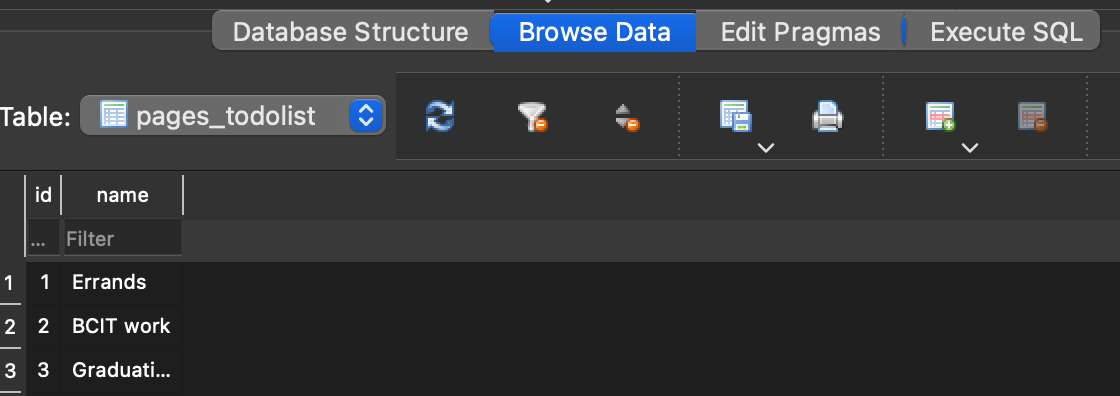 Database Structure Browse Data Edit Pragmas Execute SQL
Table: pages_todolist
id name
... Filter
1 1 Errands
2 2 BCIT work
3 3 Graduati...